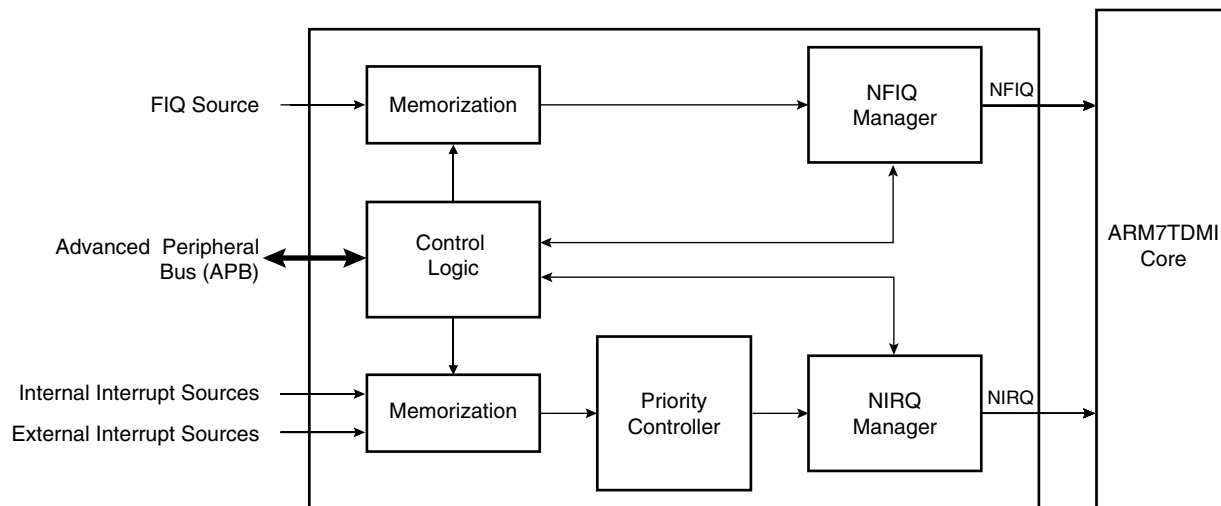 FIQ Source
Memorization
NFIQ
Manager
NFIQ
Advanced Peripheral
Bus (APB)
Control
Logic
ARM7TDMI
Core
Internal Interrupt Sources
External Interrupt Sources
Memorization
Priority
Controller
NIRQ
Manager
NIRQ